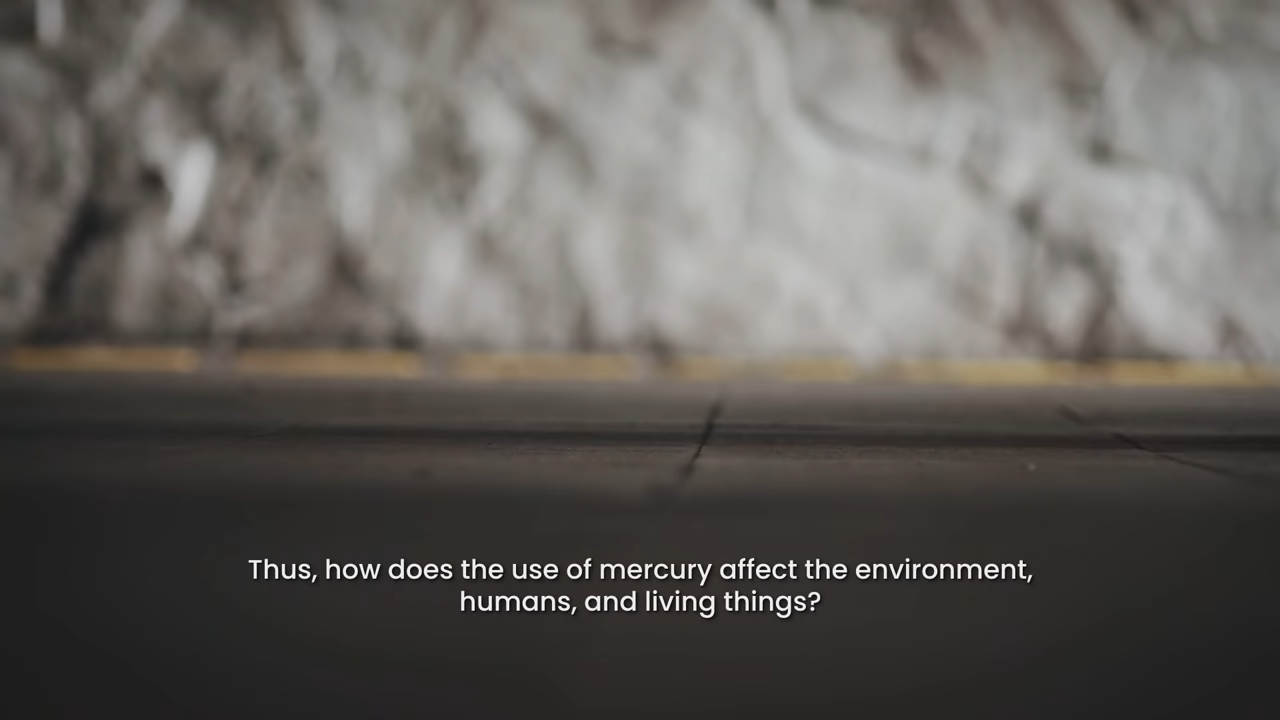 Thus, how does the use of mercury affect the environment,
humans, and living things?